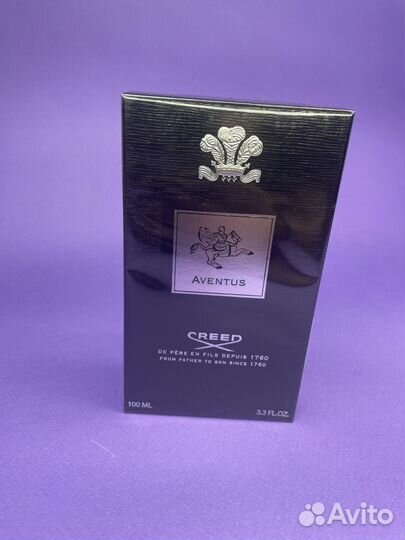 AVENTUS
CREED
DE PÈRE EN FILS DEPUIS 1760
FROM FATHER TO SON SINCE 1760
100 ML
3.3 FL.OZ.
Avito